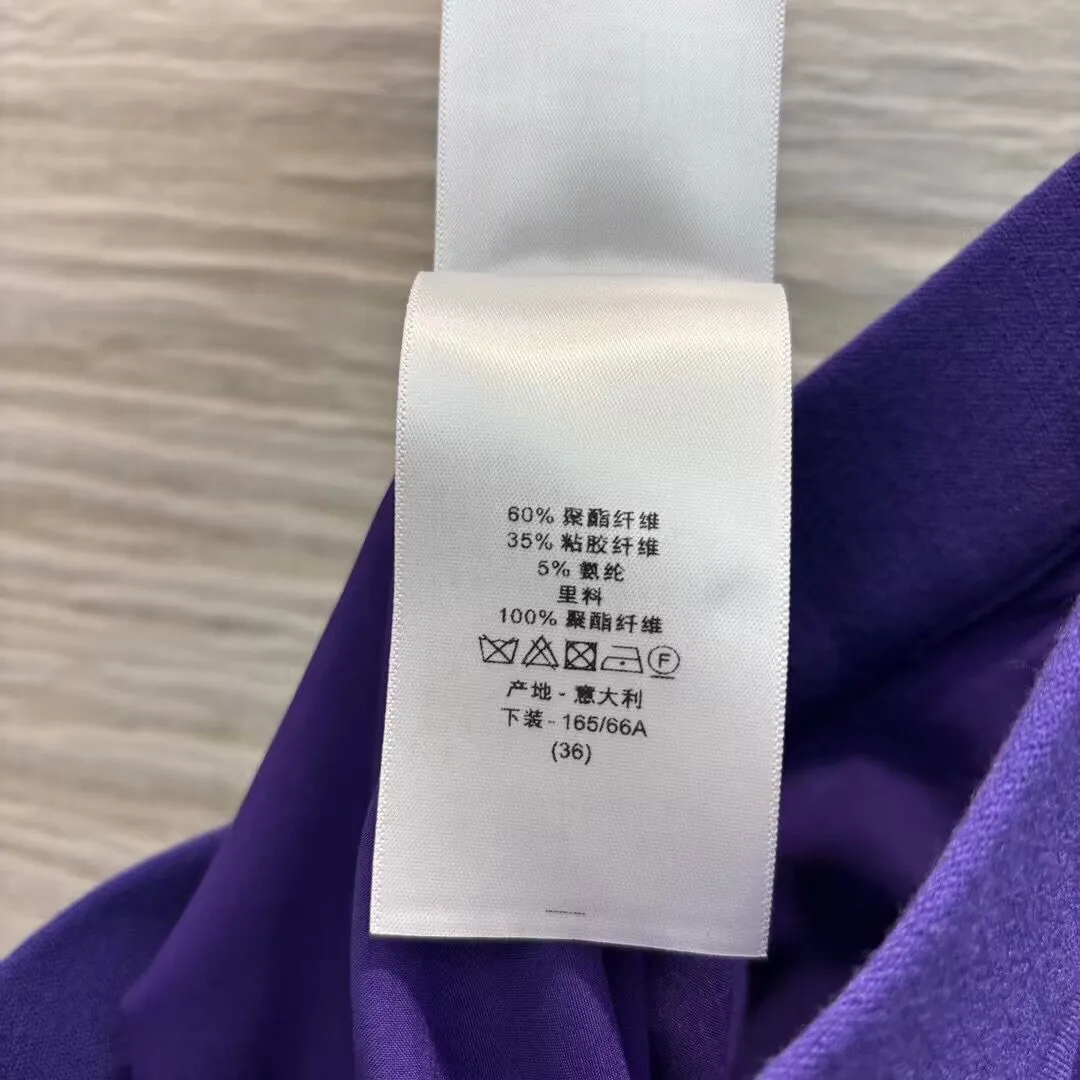 60% 聚酯纤维
35% 粘胶纤维
5% 氨纶
里料
100% 聚酯纤维
F
产地 - 意大利
下装 - 165/66A
(36)